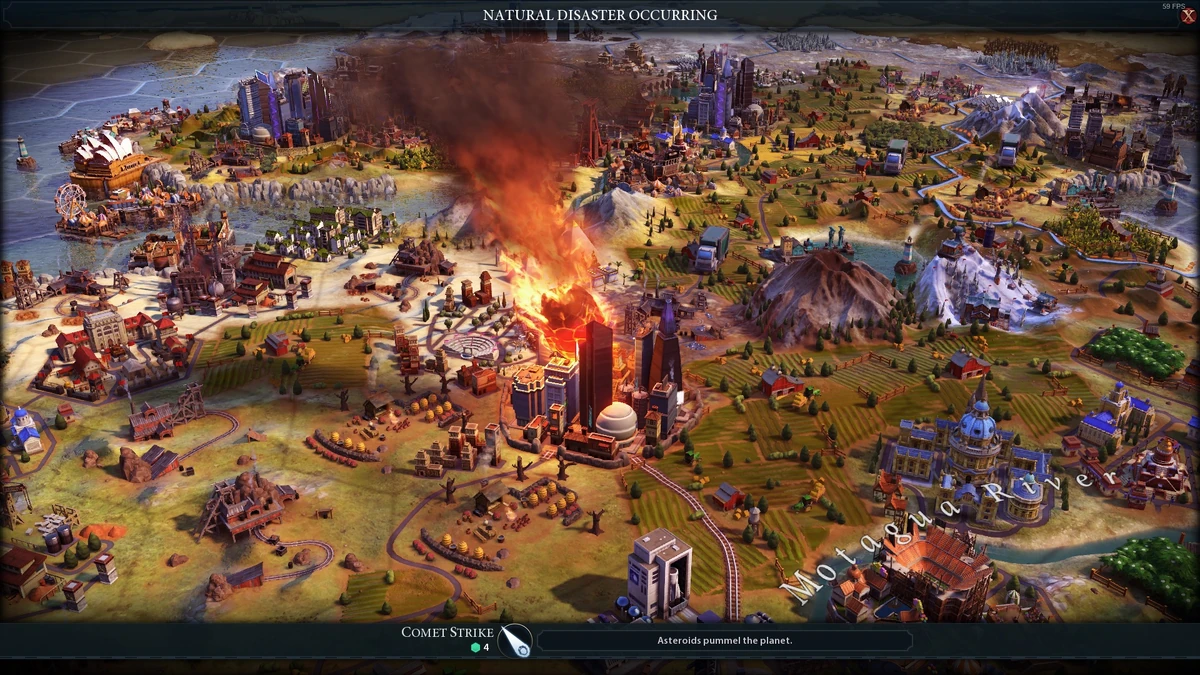 NATURAL DISASTER OCCURRING
59 FPS
X
Motagua River
COMET STRIKE
4
Asteroids pummel the planet.